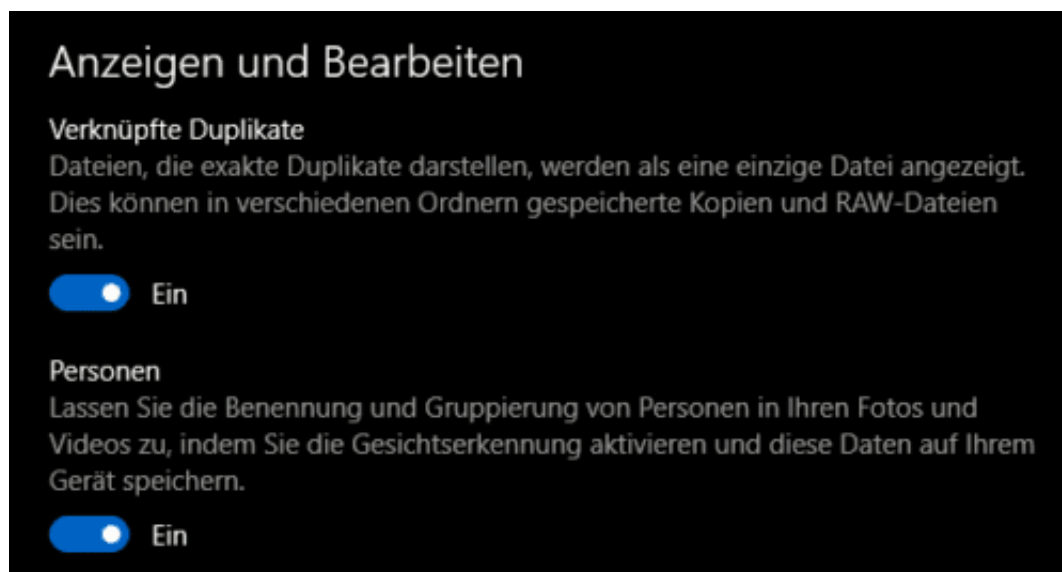 Anzeigen und Bearbeiten
Verknüpfte Duplikate
Dateien, die exakte Duplikate darstellen, werden als eine einzige Datei angezeigt.
Dies können in verschiedenen Ordnern gespeicherte Kopien und RAW-Dateien
sein.
Ein
Personen
Lassen Sie die Benennung und Gruppierung von Personen in Ihren Fotos und
Videos zu, indem Sie die Gesichtserkennung aktivieren und diese Daten auf Ihrem
Gerät speichern.
Ein